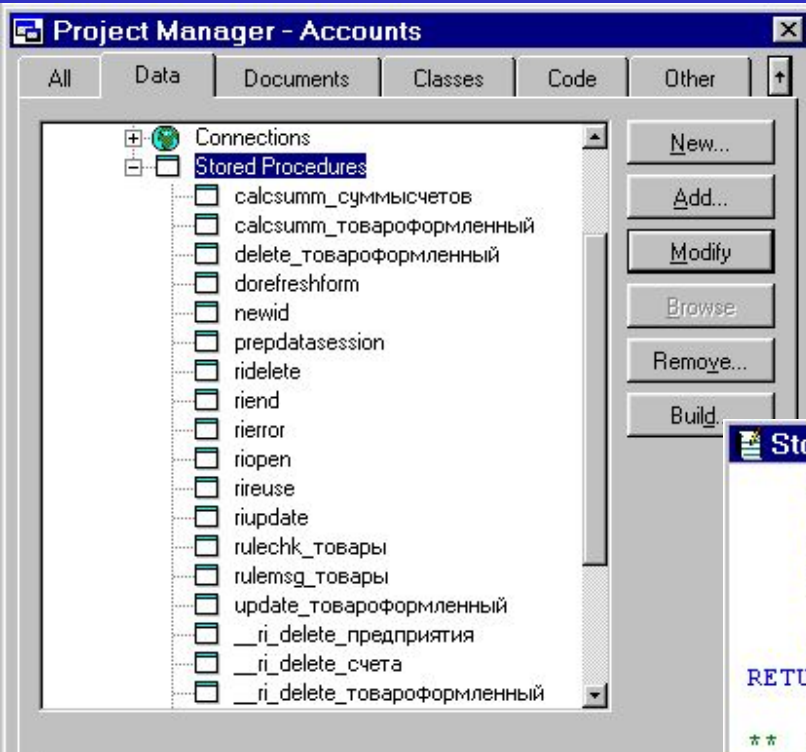 Project Manager - Accounts
All Data Documents Classes Code Other
Connections
Stored Procedures
calcsumm_суммысчетов
calcsumm_товароформленный
delete_товароформленный
dorefreshform
newid
prepdatasession
ridelete
riend
rierror
riopen
rireuse
riupdate
rulechk_товары
rulemsg_товары
update_товароформленный
__ri_delete_предприятия
__ri_delete_счета
__ri_delete_товароформленный
New...
Add...
Modify
Browse
Remove...
Build..
Sto
RETU
**